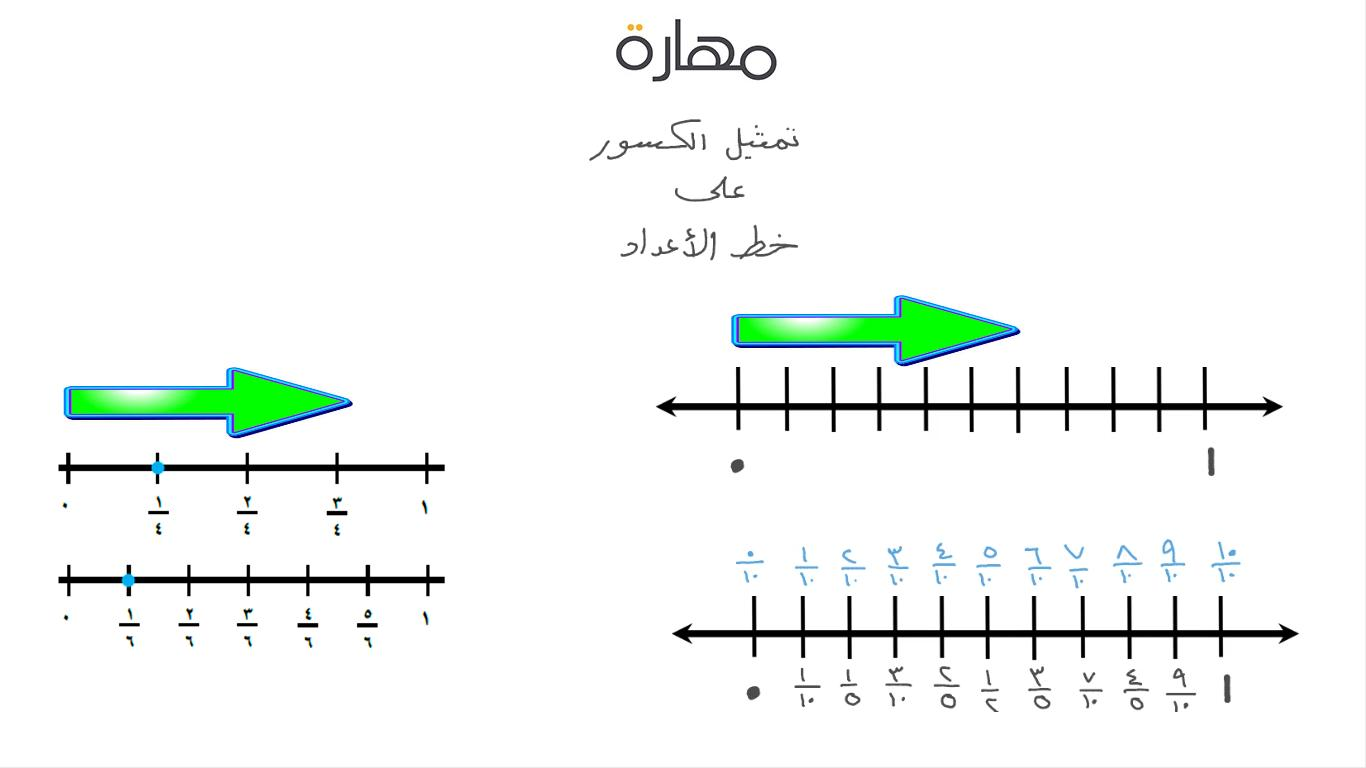 مهارة
تمثيل الكسور
على
خط الأعداد
٠ ١
٠/١٠ ١/١٠ ٢/١٠ ٣/١٠ ٤/١٠ ٥/١٠ ٦/١٠ ٧/١٠ ٨/١٠ ٩/١٠ ١٠/١٠
٠ ١/١٠ ١/٥ ٣/١٠ ٢/٥ ١/٢ ٣/٥ ٧/١٠ ٤/٥ ٩/١٠ ١
٠ ١/٤ ٢/٤ ٣/٤ ١
٠ ١/٦ ٢/٦ ٣/٦ ٤/٦ ٥/٦ ١